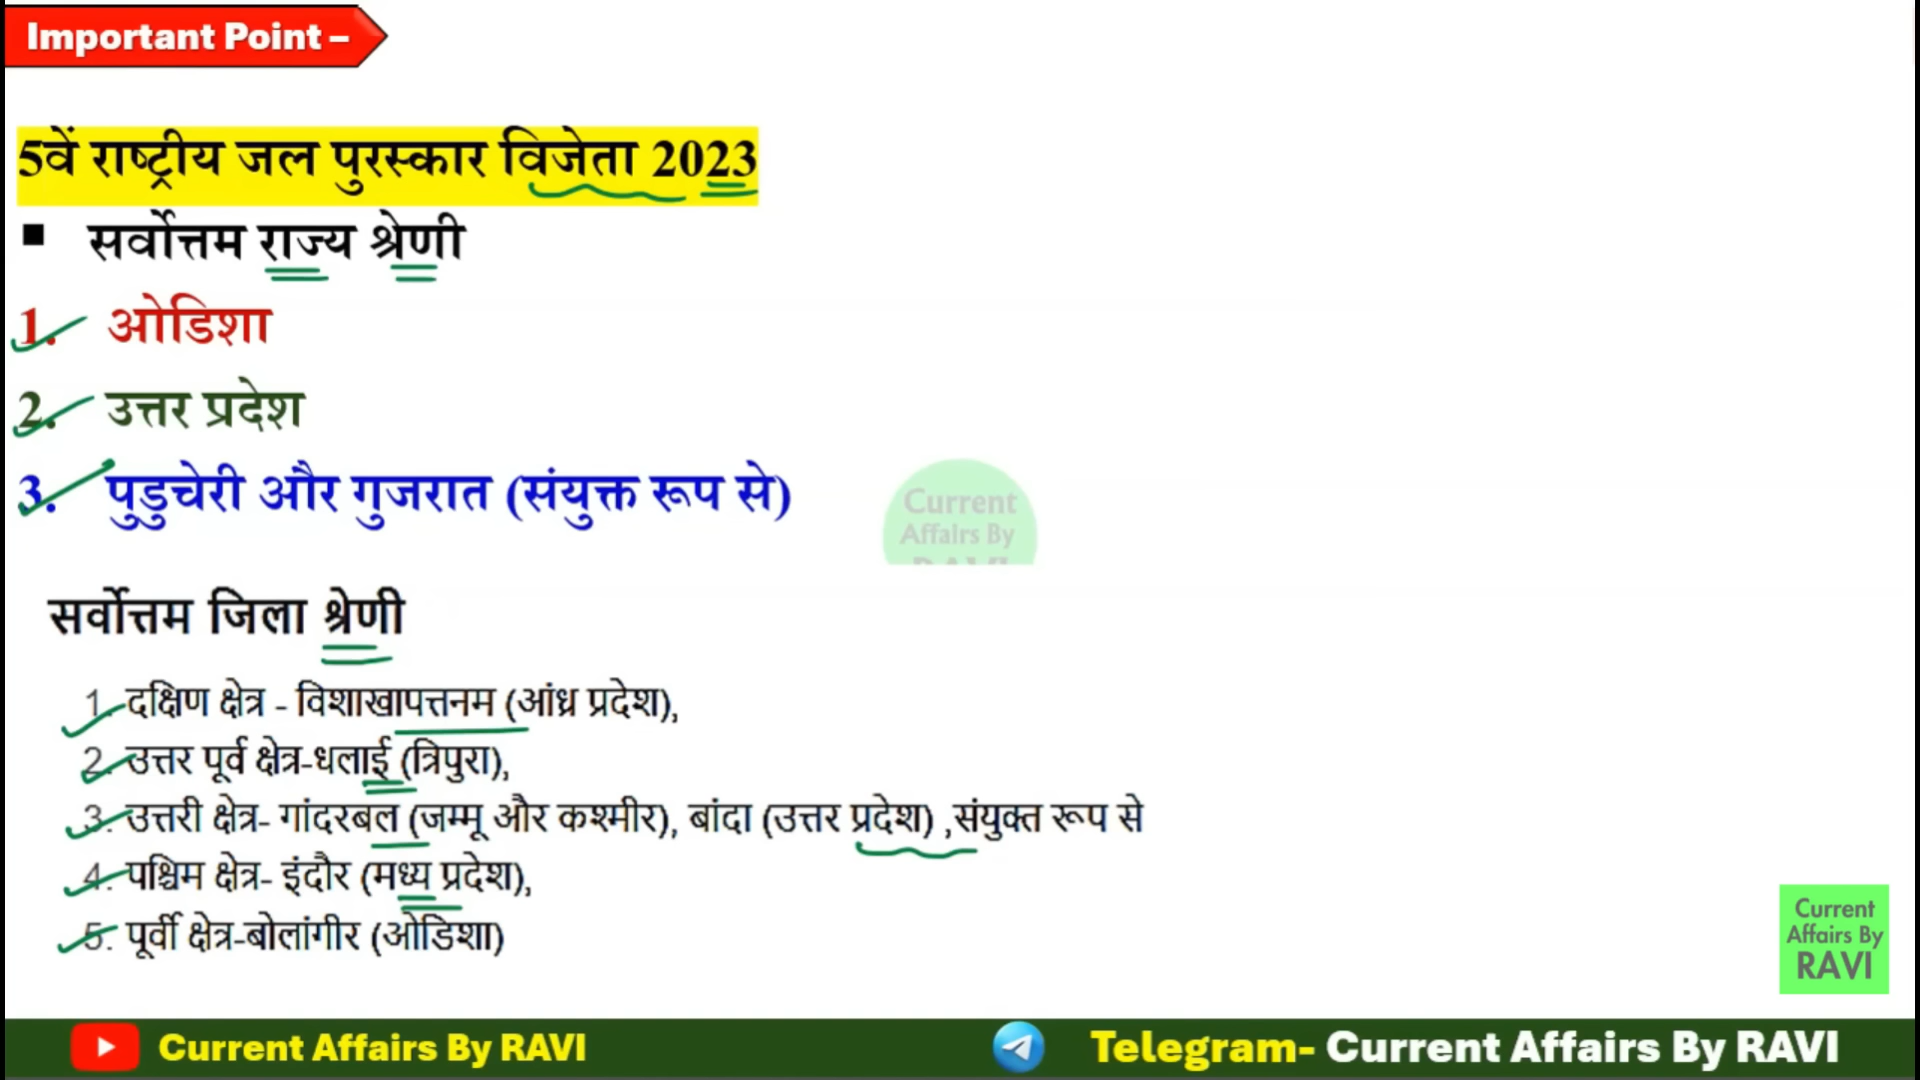 Important Point –
5वें राष्ट्रीय जल पुरस्कार विजेता 2023
▪ सर्वोत्तम राज्य श्रेणी
1. ओडिशा
2. उत्तर प्रदेश
3. पुडुचेरी और गुजरात (संयुक्त रूप से)
Current
Affairs By
RAVI
सर्वोत्तम जिला श्रेणी
1. दक्षिण क्षेत्र - विशाखापत्तनम (आंध्र प्रदेश),
2. उत्तर पूर्व क्षेत्र-धलाई (त्रिपुरा),
3. उत्तरी क्षेत्र- गांदरबल (जम्मू और कश्मीर), बांदा (उत्तर प्रदेश) ,संयुक्त रूप से
4. पश्चिम क्षेत्र- इंदौर (मध्य प्रदेश),
5. पूर्वी क्षेत्र-बोलांगीर (ओडिशा)
Current
Affairs By
RAVI
Current Affairs By RAVI
Telegram- Current Affairs By RAVI